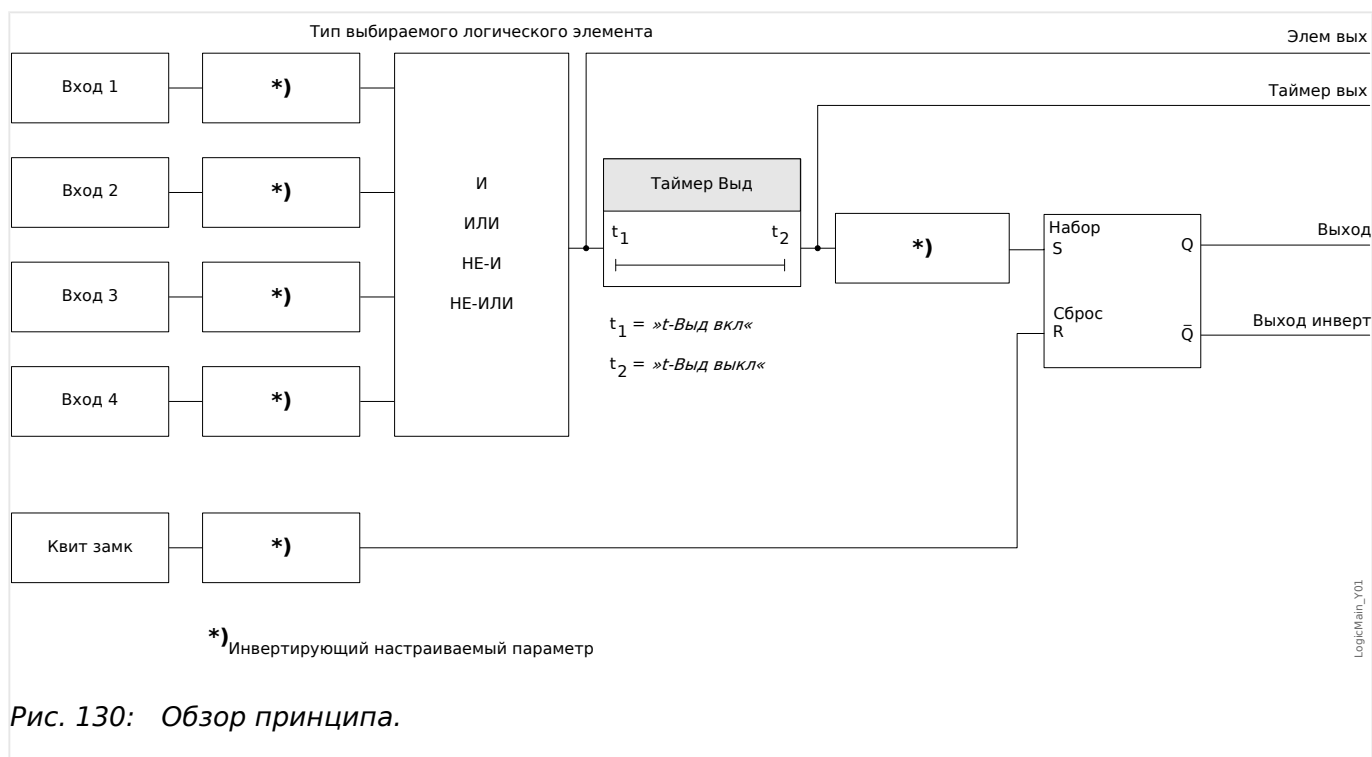 Тип выбираемого логического элемента
Элем вых
Вход 1
*)
Таймер вых
Вход 2
*)
И
ИЛИ
НЕ-И
НЕ-ИЛИ
Таймер Выд
t1
t2
*)
Набор
S
Q
Выход
Вход 3
*)
t1 = »t-Выд вкл«
t2 = »t-Выд выкл«
Сброс
R
Q̅
Выход инверт
Вход 4
*)
Квит замк
*)
*)Инвертирующий настраиваемый параметр
LogicMain_Y01
Рис. 130: Обзор принципа.